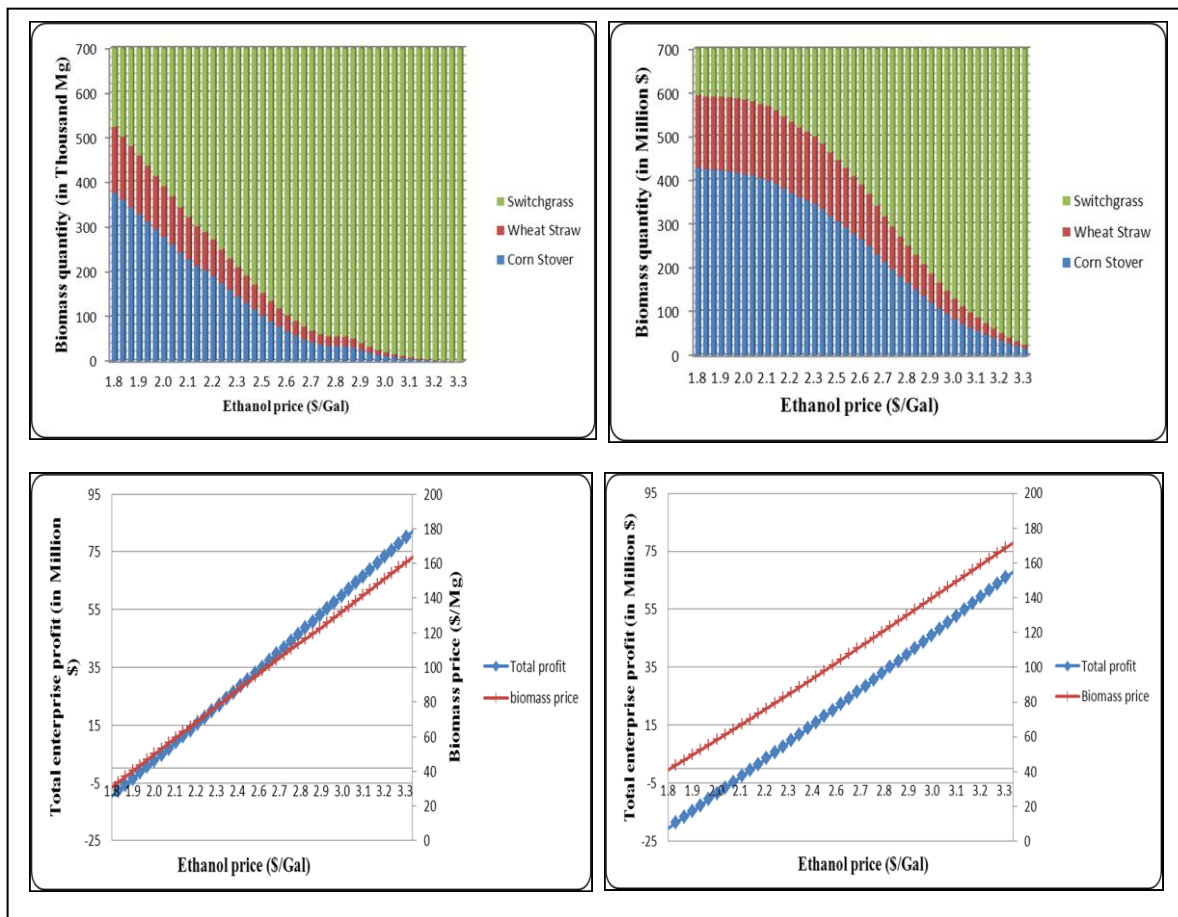 Biomass quantity (in Thousand Mg)
700
600
500
400
300
200
100
0
1.8 1.9 2.0 2.1 2.2 2.3 2.5 2.6 2.7 2.8 2.9 3.0 3.1 3.2 3.3
Ethanol price ($/Gal)
Switchgrass
Wheat Straw
Corn Stover
Biomass quantity (in Million $)
700
600
500
400
300
200
100
0
1.8 1.9 2.0 2.1 2.2 2.3 2.5 2.6 2.7 2.8 2.9 3.0 3.1 3.2 3.3
Ethanol price ($/Gal)
Switchgrass
Wheat Straw
Corn Stover
Total enterprise profit (in Million
$)
95
75
55
35
15
-5
-25
1.8 1.9 2.0 2.1 2.2 2.3 2.4 2.6 2.7 2.8 2.9 3.0 3.1 3.2 3.3
Ethanol price ($/Gal)
200
180
160
140
120
100
80
60
40
20
0
Biomass price ($/Mg)
Total profit
biomass price
Total enterprise profit (in Million $)
95
75
55
35
15
-5
-25
1.8 1.9 2.0 2.1 2.2 2.3 2.4 2.6 2.7 2.8 2.9 3.0 3.1 3.2 3.3
Ethanol price ($/Gal)
200
180
160
140
120
100
80
60
40
20
0
Total profit
Biomass price